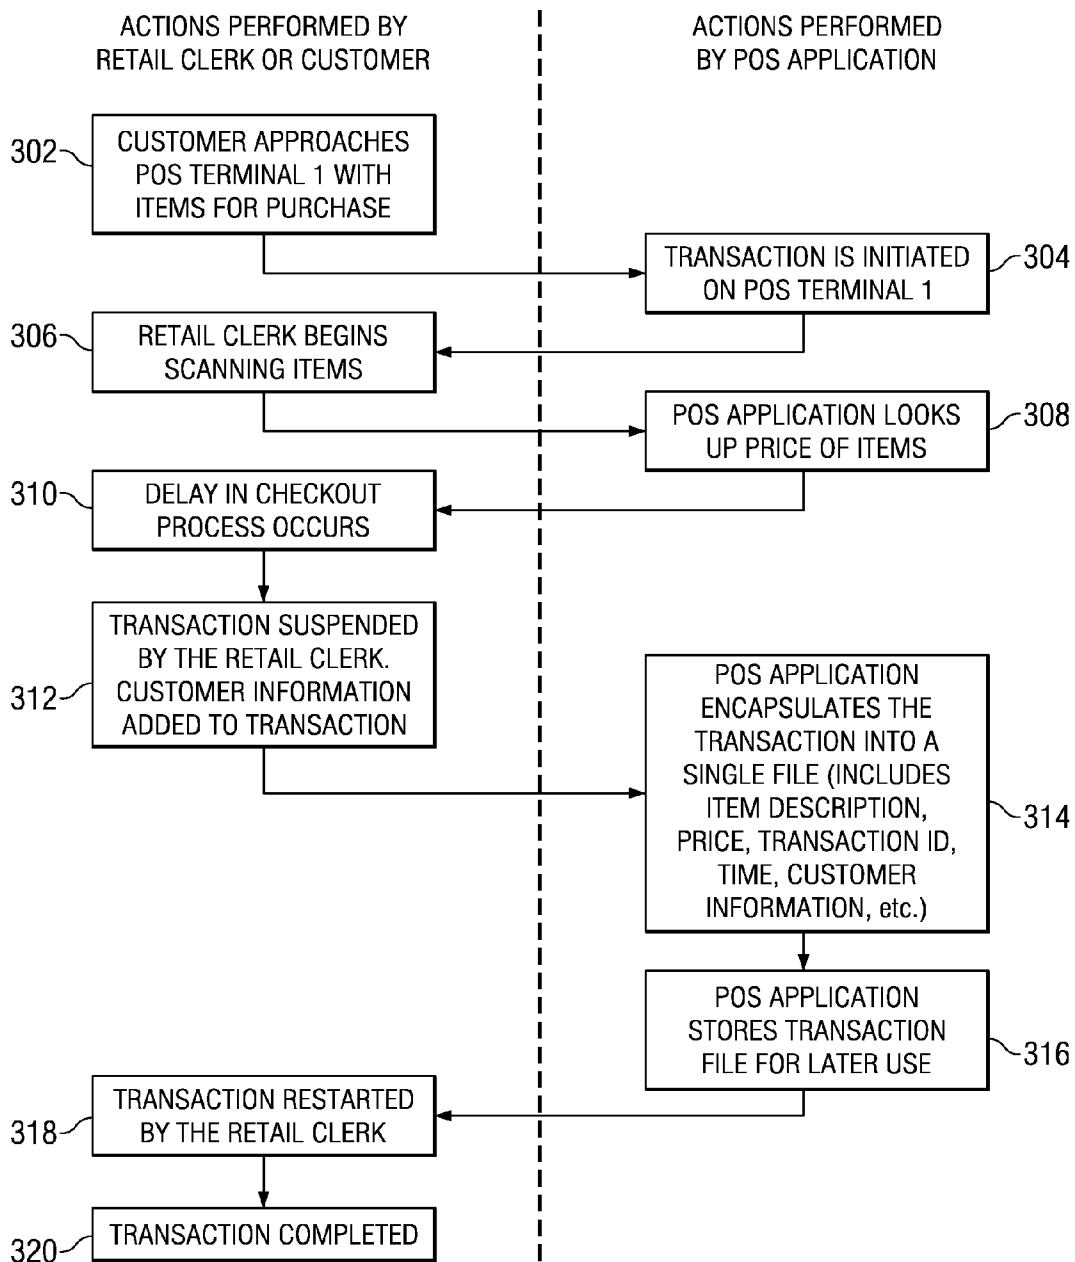 ACTIONS PERFORMED BY
RETAIL CLERK OR CUSTOMER
ACTIONS PERFORMED
BY POS APPLICATION
302
CUSTOMER APPROACHES
POS TERMINAL 1 WITH
ITEMS FOR PURCHASE
TRANSACTION IS INITIATED
ON POS TERMINAL 1
304
306
RETAIL CLERK BEGINS
SCANNING ITEMS
POS APPLICATION LOOKS
UP PRICE OF ITEMS
308
310
DELAY IN CHECKOUT
PROCESS OCCURS
312
TRANSACTION SUSPENDED
BY THE RETAIL CLERK.
CUSTOMER INFORMATION
ADDED TO TRANSACTION
POS APPLICATION
ENCAPSULATES THE
TRANSACTION INTO A
SINGLE FILE (INCLUDES
ITEM DESCRIPTION,
PRICE, TRANSACTION ID,
TIME, CUSTOMER
INFORMATION, etc.)
314
POS APPLICATION
STORES TRANSACTION
FILE FOR LATER USE
316
318
TRANSACTION RESTARTED
BY THE RETAIL CLERK
320
TRANSACTION COMPLETED